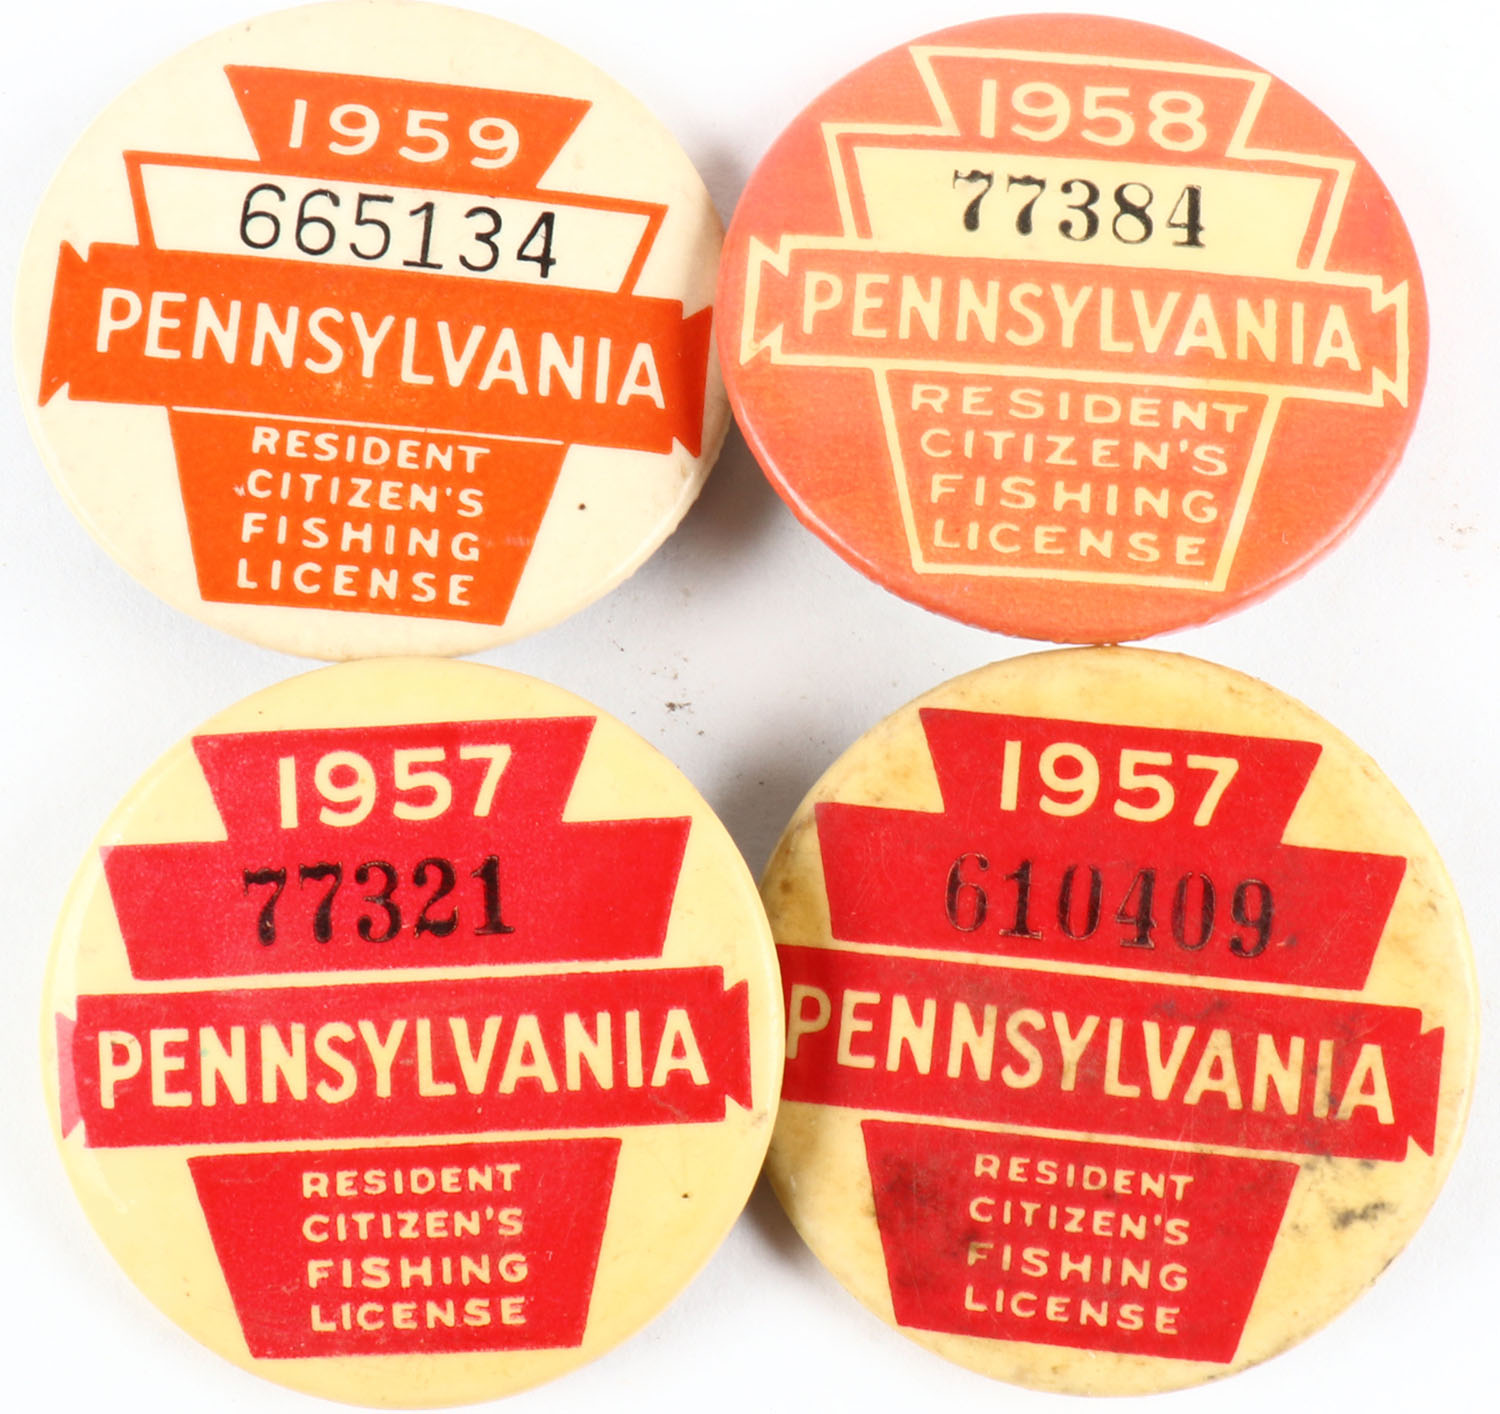 1959
665134
PENNSYLVANIA
RESIDENT
CITIZEN'S
FISHING
LICENSE
1958
77384
PENNSYLVANIA
RESIDENT
CITIZEN'S
FISHING
LICENSE
1957
77321
PENNSYLVANIA
RESIDENT
CITIZEN'S
FISHING
LICENSE
1957
610409
PENNSYLVANIA
RESIDENT
CITIZEN'S
FISHING
LICENSE